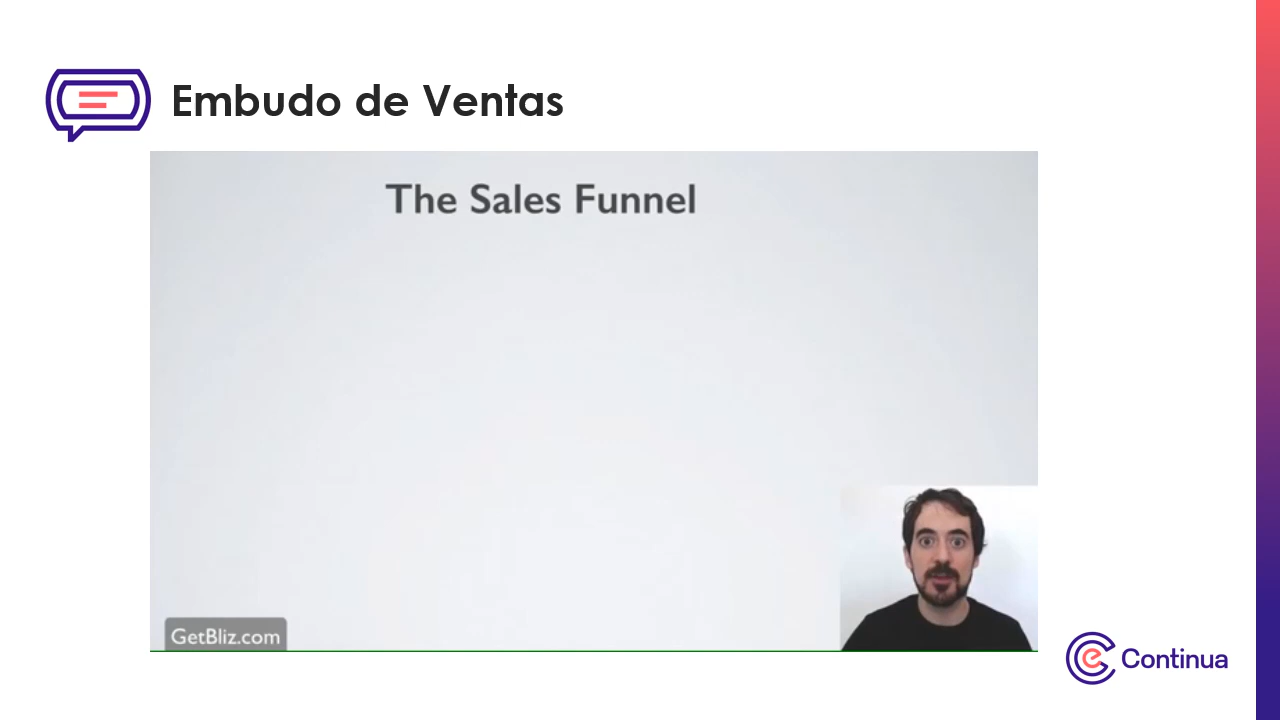 Embudo de Ventas
The Sales Funnel
GetBliz.com
Continua